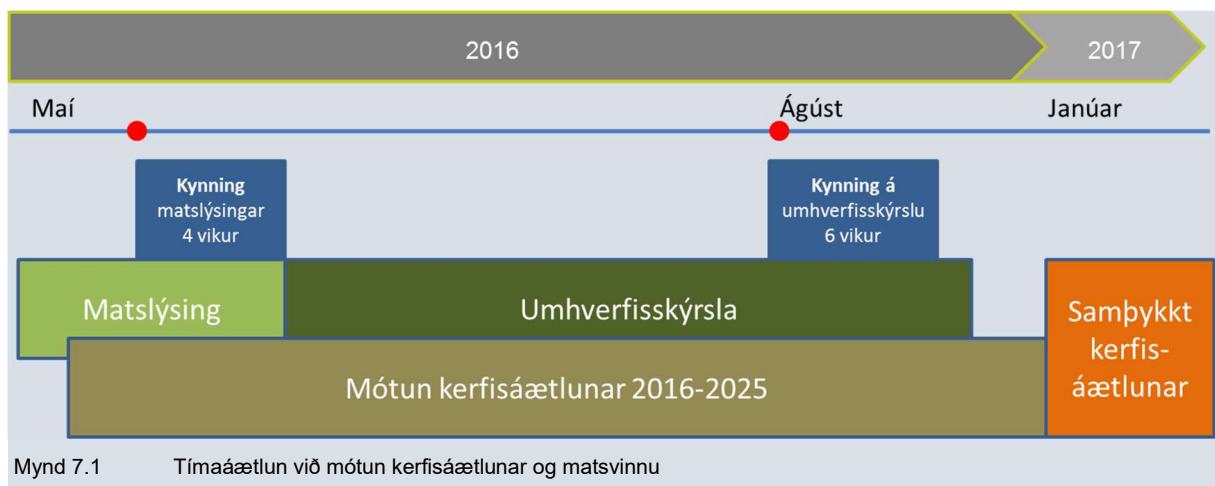 2016
2017
Maí
Ágúst
Janúar
Kynning
matslýsingar
4 vikur
Kynning á
umhverfisskýrslu
6 vikur
Matslýsing
Umhverfisskýrsla
Samþykkt
kerfis-
áætlunar
Mótun kerfisáætlunar 2016-2025
Mynd 7.1 Tímaáætlun við mótun kerfisáætlunar og matsvinnu